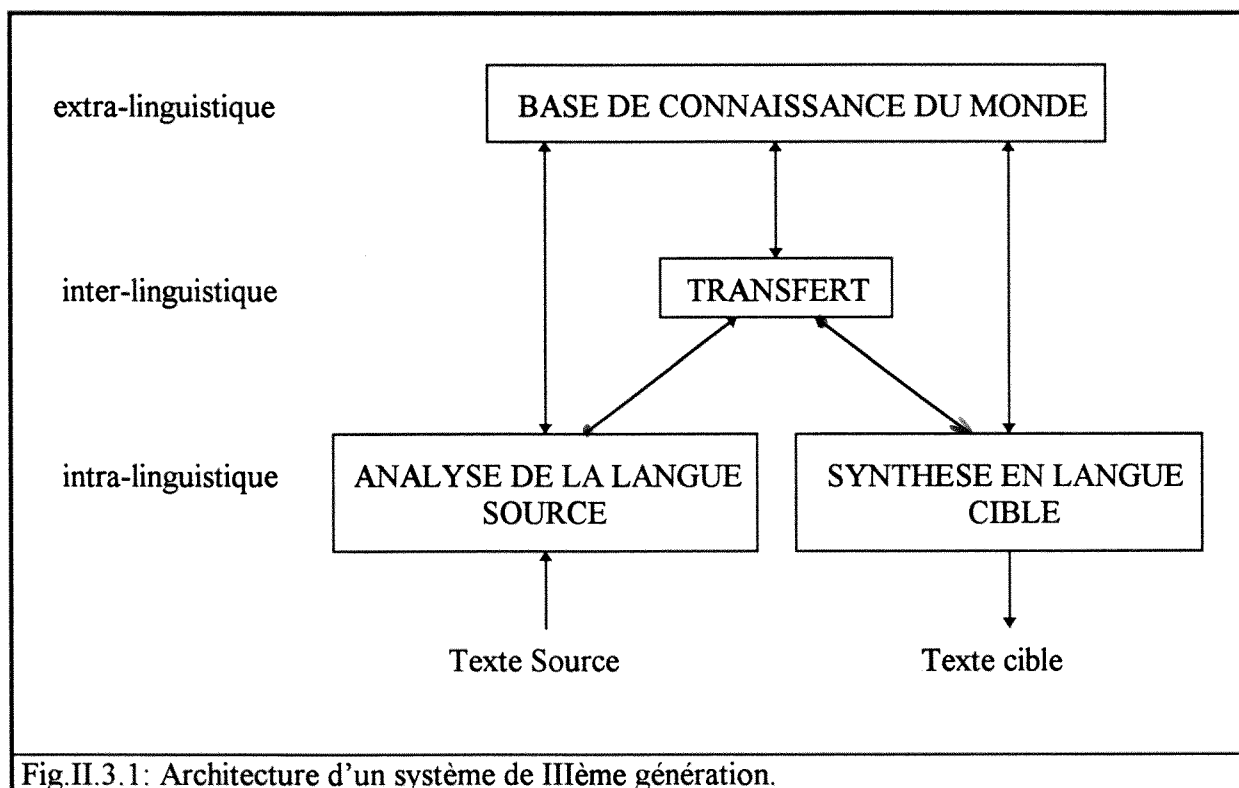 extra-linguistique
BASE DE CONNAISSANCE DU MONDE
inter-linguistique
TRANSFERT
intra-linguistique
ANALYSE DE LA LANGUE
SOURCE
SYNTHESE EN LANGUE
CIBLE
Texte Source
Texte cible
Fig.II.3.1: Architecture d'un système de IIIème génération.